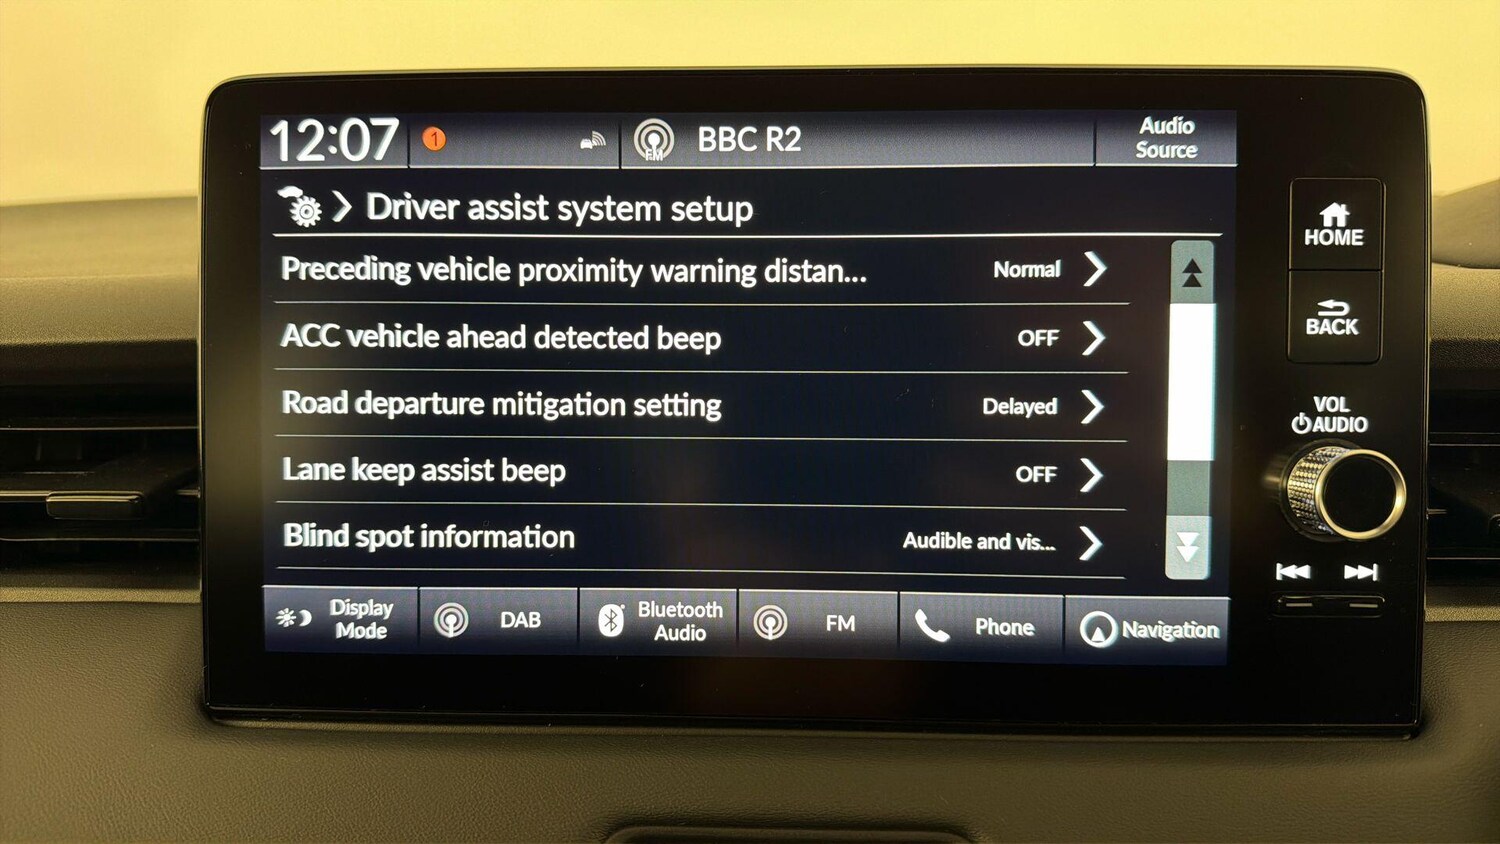 12:07
1
FM
BBC R2
Audio
Source
Driver assist system setup
Preceding vehicle proximity warning distan... Normal
ACC vehicle ahead detected beep OFF
Road departure mitigation setting Delayed
Lane keep assist beep OFF
Blind spot information Audible and vis...
Display
Mode
DAB
Bluetooth
Audio
FM
Phone
Navigation
HOME
BACK
VOL
AUDIO